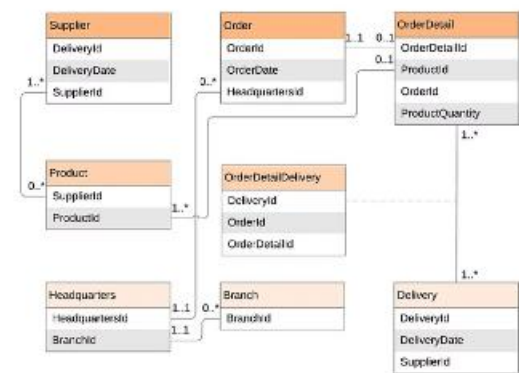 Supplier
DeliveryId
DeliveryDate
SupplierId
Order
OrderId
OrderDate
HeadquartersId
OrderDetail
OrderDetailId
ProductId
OrderId
ProductQuantity
1..1
0..1
0..1
1..*
0..*
0..*
1..*
Product
SupplierId
ProductId
1..*
OrderDetailDelivery
DeliveryId
OrderId
OrderDetailId
Headquarters
HeadquartersId
BranchId
1..1
1..1
0..*
Branch
BranchId
1..*
Delivery
DeliveryId
DeliveryDate
SupplierId